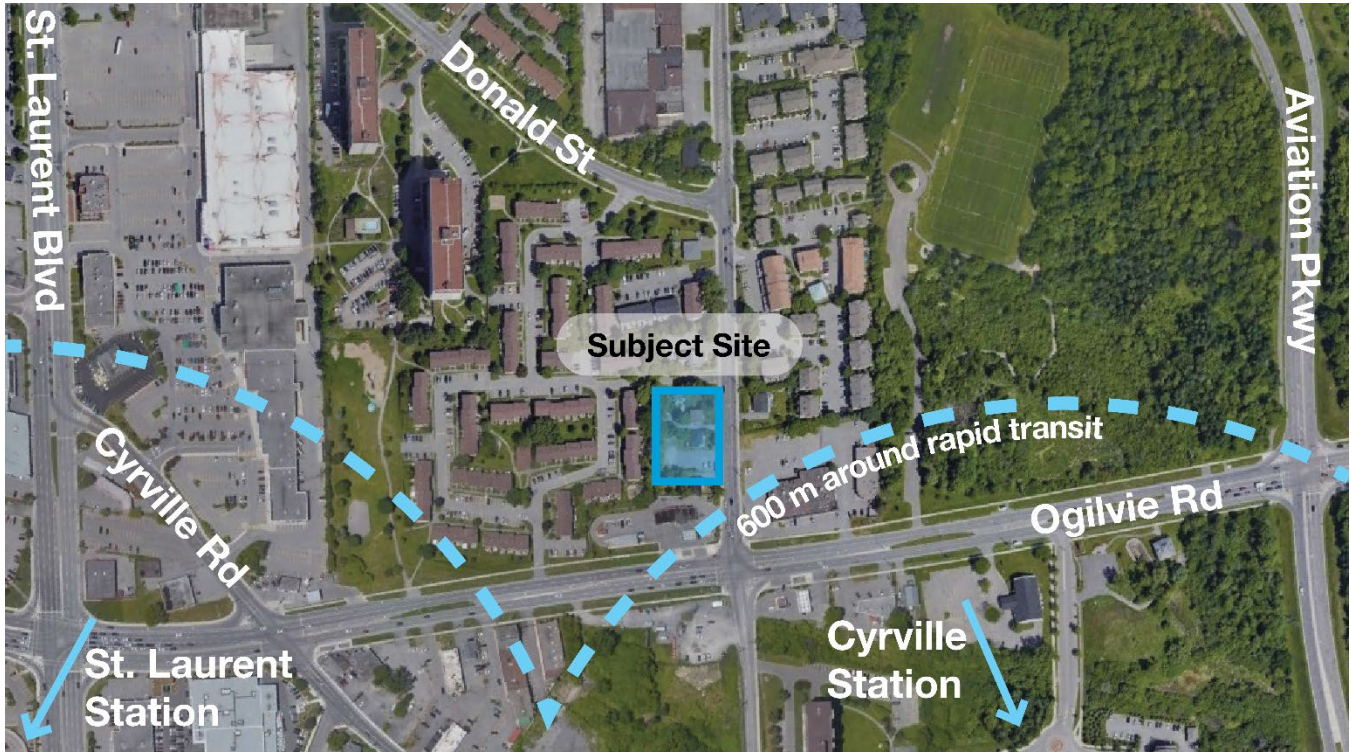 St. Laurent Blvd
Donald St
Aviation Pkwy
Subject Site
Cyrville Rd
600 m around rapid transit
Ogilvie Rd
St. Laurent
Station
Cyrville
Station